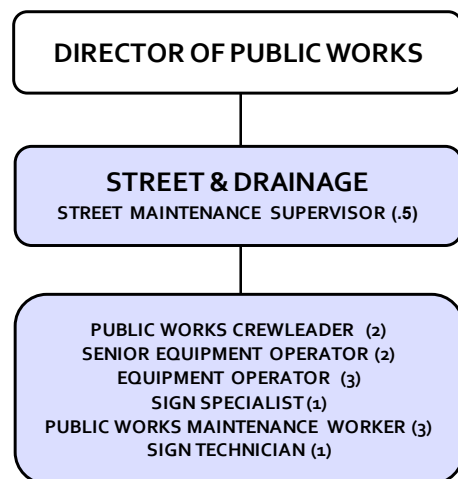 DIRECTOR OF PUBLIC WORKS
STREET & DRAINAGE
STREET MAINTENANCE SUPERVISOR (.5)
PUBLIC WORKS CREWLEADER (2)
SENIOR EQUIPMENT OPERATOR (2)
EQUIPMENT OPERATOR (3)
SIGN SPECIALIST (1)
PUBLIC WORKS MAINTENANCE WORKER (3)
SIGN TECHNICIAN (1)